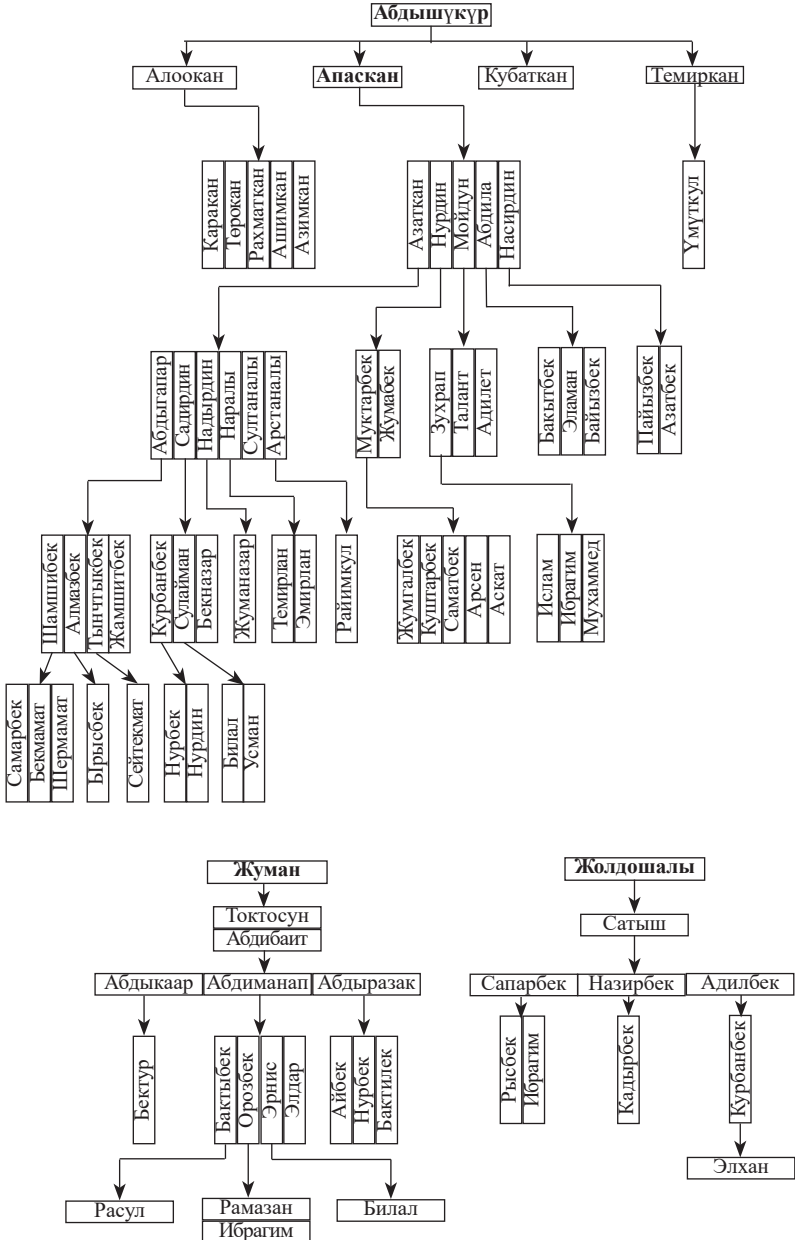 Абдышүкүр
Алоокан
Апаскан
Кубаткан
Темиркан
Каракан
Төрокан
Рахматкан
Ашимкан
Азимкан
Азаткан
Нурдин
Мойдун
Абдила
Насирдин
Үмүткул
Абдыгапар
Садирдин
Надырдин
Наралы
Султаналы
Арстаналы
Муктарбек
Жумабек
Зухрап
Талант
Адилет
Бакытбек
Эламан
Байызбек
Пайызбек
Азатбек
Шамшибек
Алмазбек
Тынчтыкбек
Жамшитбек
Курбанбек
Сулайман
Бекназар
Жуманазар
Темирлан
Эмирлан
Райимкул
Жумгалбек
Куштарбек
Саматбек
Арсен
Аскат
Ислам
Ибрагим
Мухаммед
Самарбек
Бекмамат
Шермамат
Ырысбек
Сейтекмат
Нурбек
Нурдин
Билал
Усман
Жуман
Токтосун
Абдибаит
Абдыкаар
Абдиманап
Абдыразак
Бектур
Бактыбек
Орозбек
Эрнис
Элдар
Айбек
Нурбек
Бактилек
Расул
Рамазан
Ибрагим
Билал
Жолдошалы
Сатыш
Сапарбек
Назирбек
Адилбек
Рысбек
Ибрагим
Кадырбек
Курбанбек
Элхан